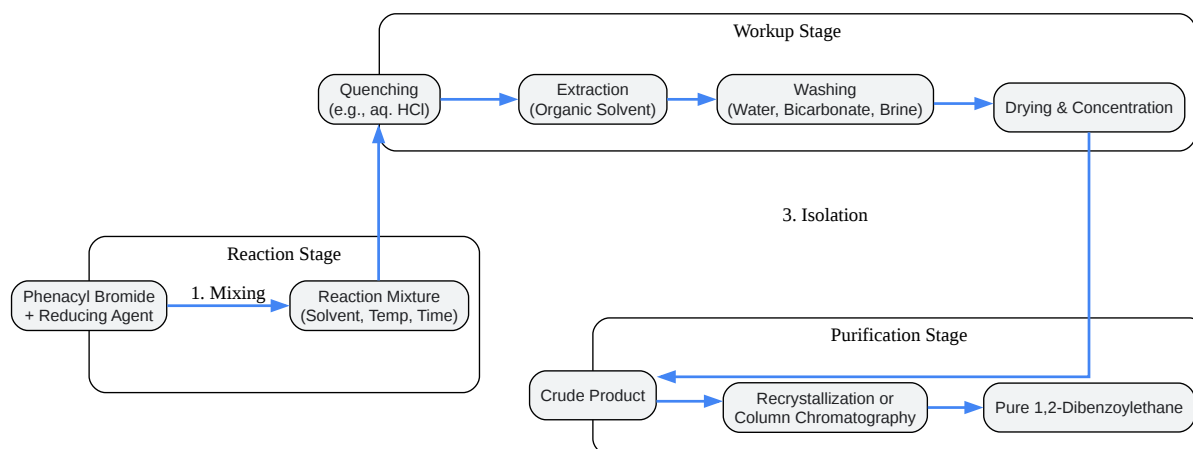 Workup Stage
Quenching
(e.g., aq. HCl)
Extraction
(Organic Solvent)
Washing
(Water, Bicarbonate, Brine)
Drying & Concentration
3. Isolation
Reaction Stage
Phenacyl Bromide
+ Reducing Agent
1. Mixing
Reaction Mixture
(Solvent, Temp, Time)
Purification Stage
Crude Product
Recrystallization or
Column Chromatography
Pure 1,2-Dibenzoylethane